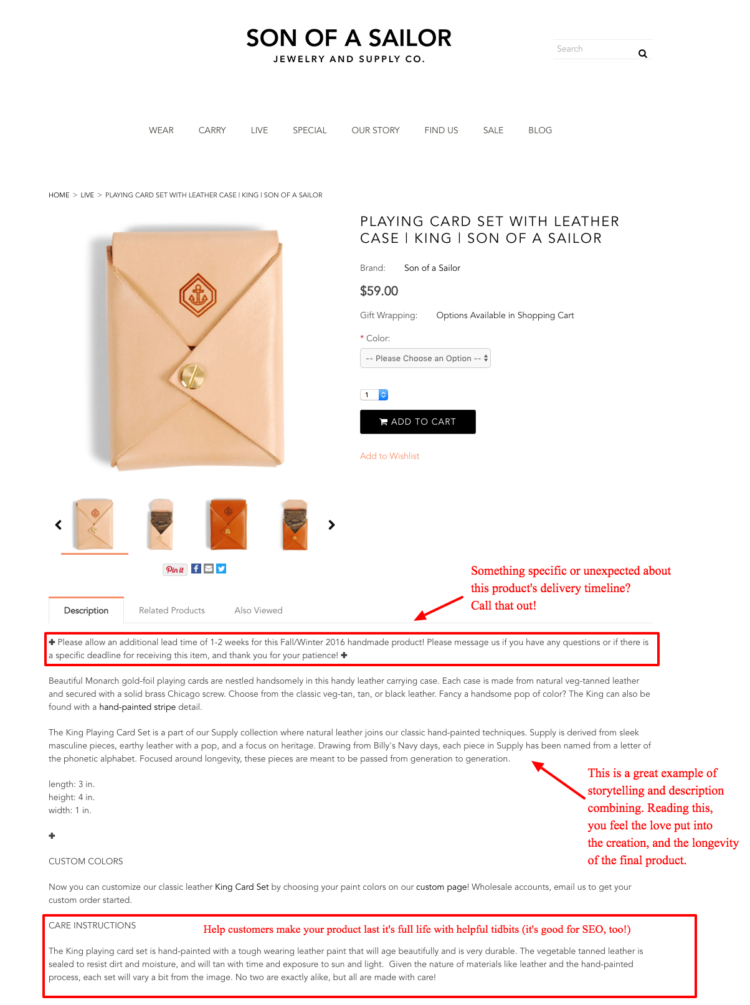 SON OF A SAILOR
JEWELRY AND SUPPLY CO.
Search
WEAR CARRY LIVE SPECIAL OUR STORY FIND US SALE BLOG
HOME > LIVE > PLAYING CARD SET WITH LEATHER CASE | KING | SON OF A SAILOR
PLAYING CARD SET WITH LEATHER
CASE | KING | SON OF A SAILOR
Brand: Son of a Sailor
$59.00
Gift Wrapping: Options Available in Shopping Cart
* Color:
-- Please Choose an Option --
1
ADD TO CART
Add to Wishlist
Pin it
Something specific or unexpected about
this product's delivery timeline?
Call that out!
Description Related Products Also Viewed
✚ Please allow an additional lead time of 1-2 weeks for this Fall/Winter 2016 handmade product! Please message us if you have any questions or if there is
a specific deadline for receiving this item, and thank you for your patience! ✚
Beautiful Monarch gold-foil playing cards are nestled handsomely in this handy leather carrying case. Each case is made from natural veg-tanned leather
and secured with a solid brass Chicago screw. Choose from the classic veg-tan, tan, or black leather. Fancy a handsome pop of color? The King can also be
found with a hand-painted stripe detail.
The King Playing Card Set is a part of our Supply collection where natural leather joins our classic hand-painted techniques. Supply is derived from sleek
masculine pieces, earthy leather with a pop, and a focus on heritage. Drawing from Billy's Navy days, each piece in Supply has been named from a letter of
the phonetic alphabet. Focused around longevity, these pieces are meant to be passed from generation to generation.
This is a great example of
storytelling and description
combining. Reading this,
you feel the love put into
the creation, and the longevity
of the final product.
length: 3 in.
height: 4 in.
width: 1 in.
✚
CUSTOM COLORS
Now you can customize our classic leather King Card Set by choosing your paint colors on our custom page! Wholesale accounts, email us to get your
custom order started.
CARE INSTRUCTIONS
Help customers make your product last it's full life with helpful tidbits (it's good for SEO, too!)
The King playing card set is hand-painted with a tough wearing leather paint that will age beautifully and is very durable. The vegetable tanned leather is
sealed to resist dirt and moisture, and will tan with time and exposure to sun and light. Given the nature of materials like leather and the hand-painted
process, each set will vary a bit from the image. No two are exactly alike, but all are made with care!